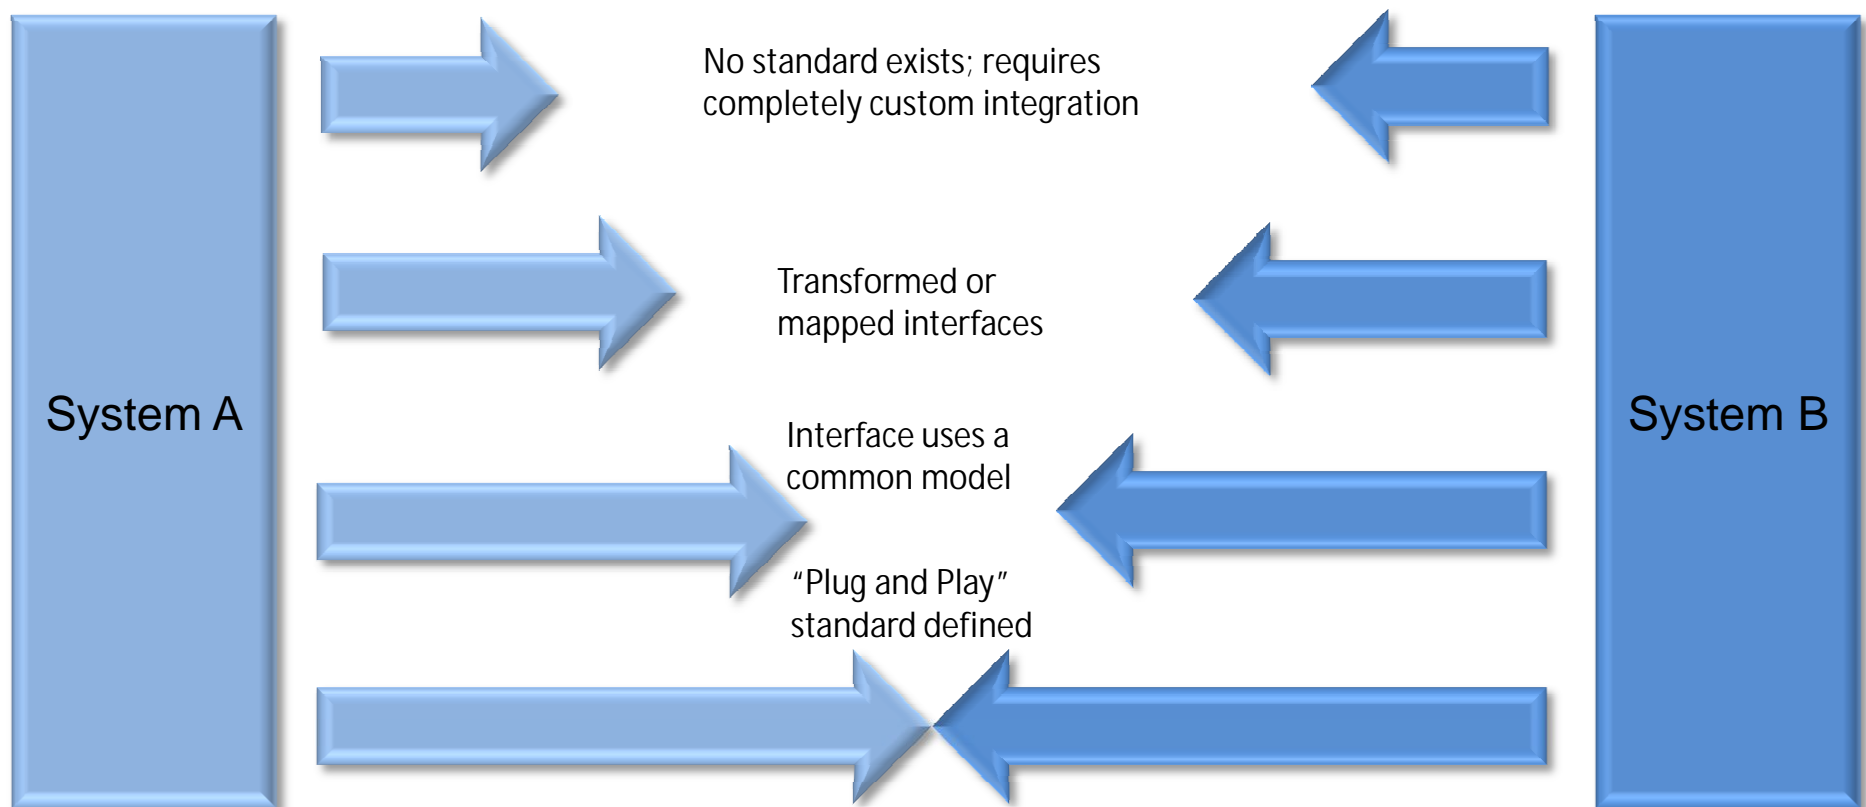 No standard exists; requires
completely custom integration
Transformed or
mapped interfaces
System A
System B
Interface uses a
common model
“Plug and Play”
standard defined